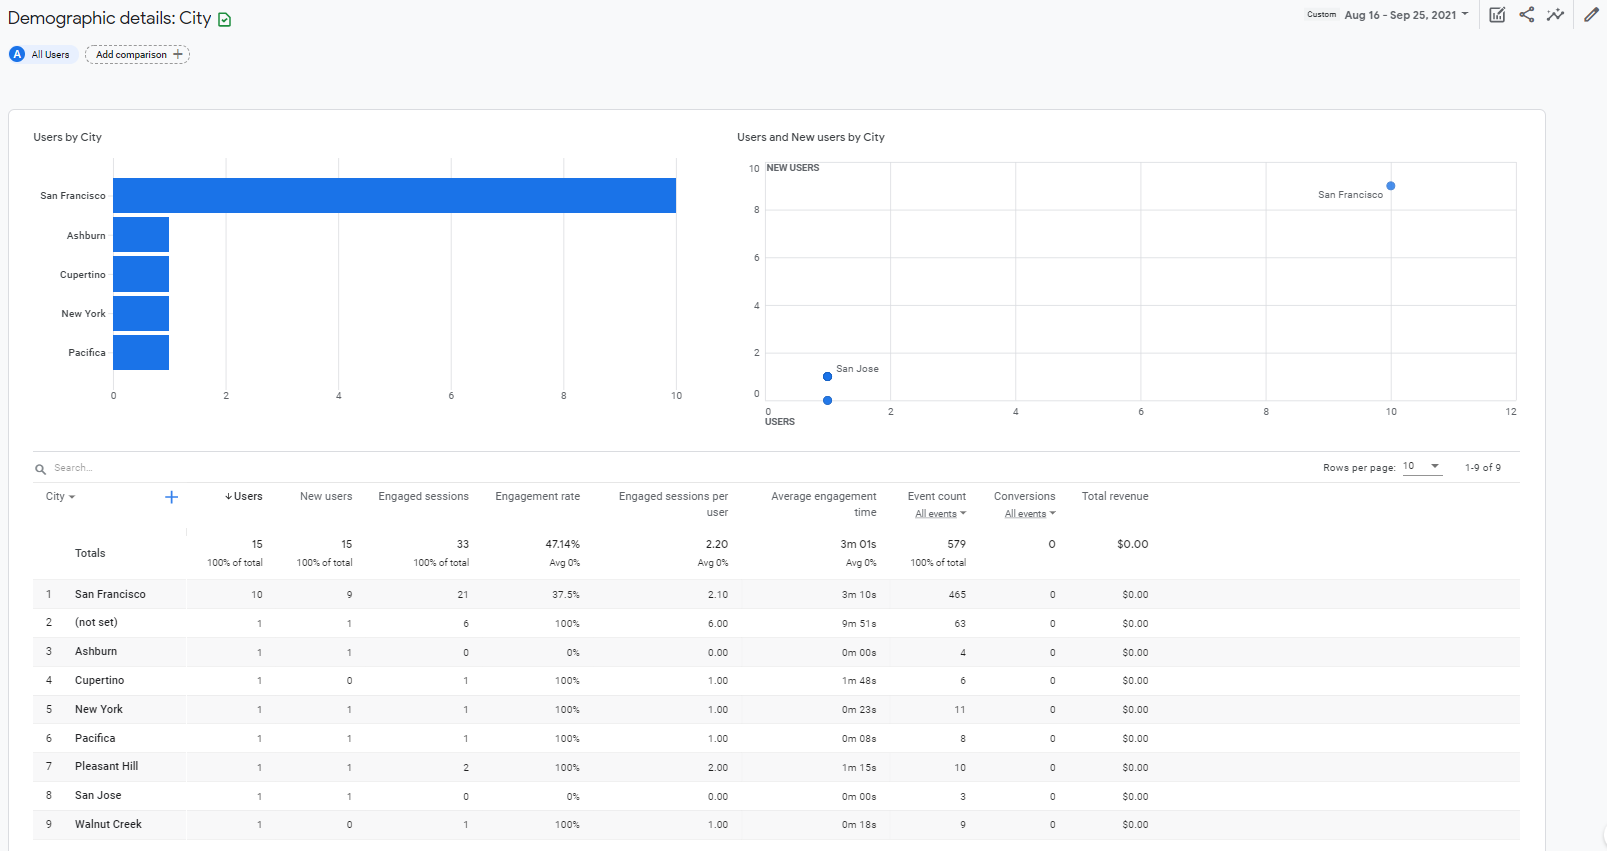 Demographic details: City
Custom Aug 16 - Sep 25, 2021
A All Users Add comparison +
Users by City
San Francisco
Ashburn
Cupertino
New York
Pacifica
0 2 4 6 8 10
Users and New users by City
10 NEW USERS
8
6
4
2
0
San Francisco
San Jose
0 2 4 6 8 10 12
USERS
Search...
Rows per page: 10 1-9 of 9
City + ↓Users New users Engaged sessions Engagement rate Engaged sessions per user Average engagement time Event count Conversions Total revenue
All events All events
Totals 15 15 33 47.14% 2.20 3m 01s 579 0 $0.00
100% of total 100% of total 100% of total Avg 0% Avg 0% Avg 0% 100% of total
1 San Francisco 10 9 21 37.5% 2.10 3m 10s 465 0 $0.00
2 (not set) 1 1 6 100% 6.00 9m 51s 63 0 $0.00
3 Ashburn 1 1 0 0% 0.00 0m 00s 4 0 $0.00
4 Cupertino 1 0 1 100% 1.00 1m 48s 6 0 $0.00
5 New York 1 1 1 100% 1.00 0m 23s 11 0 $0.00
6 Pacifica 1 1 1 100% 1.00 0m 08s 8 0 $0.00
7 Pleasant Hill 1 1 2 100% 2.00 1m 15s 10 0 $0.00
8 San Jose 1 1 0 0% 0.00 0m 00s 3 0 $0.00
9 Walnut Creek 1 0 1 100% 1.00 0m 18s 9 0 $0.00